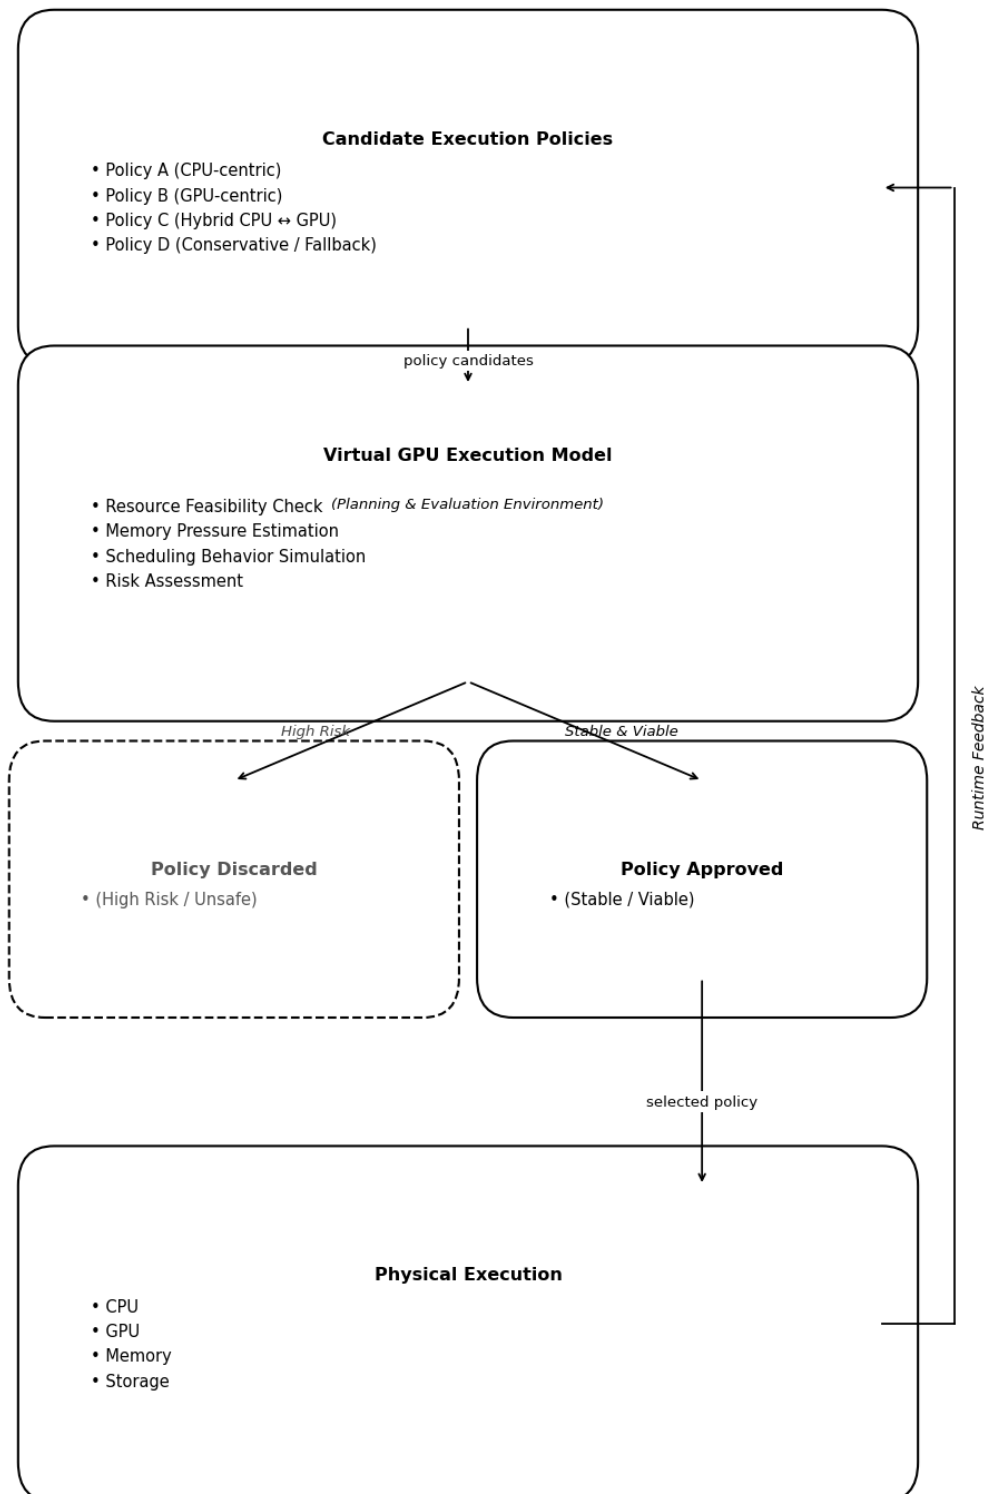 Candidate Execution Policies
• Policy A (CPU-centric)
• Policy B (GPU-centric)
• Policy C (Hybrid CPU ↔ GPU)
• Policy D (Conservative / Fallback)
policy candidates
Virtual GPU Execution Model
• Resource Feasibility Check (Planning & Evaluation Environment)
• Memory Pressure Estimation
• Scheduling Behavior Simulation
• Risk Assessment
High Risk
Stable & Viable
Policy Discarded
• (High Risk / Unsafe)
Policy Approved
• (Stable / Viable)
selected policy
Physical Execution
• CPU
• GPU
• Memory
• Storage
Runtime Feedback